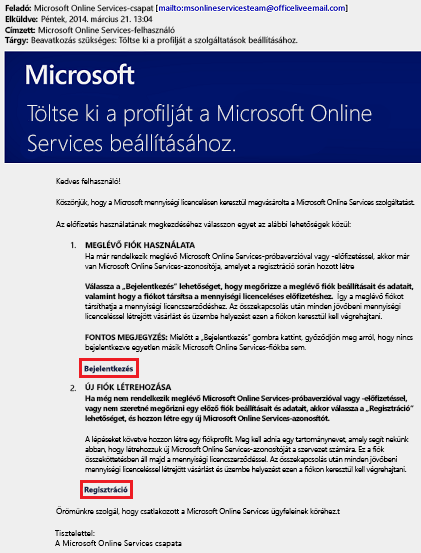 Feladó: Microsoft Online Services-csapat [mailto:msonlineservicesteam@officeliveemail.com]
Elküldve: Péntek, 2014. március 21. 13:04
Címzett: Microsoft Online Services-felhasználó
Tárgy: Beavatkozás szükséges: Töltse ki a profilját a szolgáltatások beállításához.
Microsoft
Töltse ki a profilját a Microsoft Online
Services beállításához.
Kedves felhasználó!
Köszönjük, hogy a Microsoft mennyiségi licencelésen keresztül megvásárolta a Microsoft Online Services szolgáltatást.
Az előfizetés használatának megkezdéséhez válasszon egyet az alábbi lehetőségek közül:
1. MEGLÉVŐ FIÓK HASZNÁLATA
Ha már rendelkezik meglévő Microsoft Online Services-próbaverzióval vagy -előfizetéssel, akkor már
van Microsoft Online Services-azonosítója, amelyet a regisztráció során hozott létre
Válassza a „Bejelentkezés" lehetőséget, hogy megőrizze a meglévő fiók beállításait és adatait,
valamint hogy a fiókot társítsa a mennyiségi licenceléses előfizetéshez. Így a meglévő fiókot
társíthatja a mennyiségi licencszerződéshez. Az összekapcsolás után minden jövőbeni mennyiségi
licenceléssel létrejött vásárlást és üzembe helyezést ezen a fiókon keresztül kell végrehajtani.
FONTOS MEGJEGYZÉS: Mielőtt a „Bejelentkezés" gombra kattint, győződjön meg arról, hogy nincs
bejelentkezve egyetlen másik Microsoft Online Services-fiókba sem.
Bejelentkezés
2. ÚJ FIÓK LÉTREHOZÁSA
Ha még nem rendelkezik meglévő Microsoft Online Services-próbaverzióval vagy -előfizetéssel,
vagy nem szeretné megőrizni egy előző fiók beállításait és adatait, akkor válassza a „Regisztráció"
lehetőséget, és hozzon létre egy új Microsoft Online Services-azonosítót.
A lépéseket követve hozzon létre egy fiókprofilt. Meg kell adnia egy tartománynevet, amely segít nekünk
abban, hogy létrehozzuk új Microsoft Online Services-azonosítóját a szervezet számára. Ez a fiók
összeköttetésben áll majd a mennyiségi licencszerződéssel. Az összekapcsolás után minden jövőbeni
mennyiségi licenceléssel létrejött vásárlást és üzembe helyezést ezen a fiókon keresztül kell végrehajtani.
Regisztráció
Örömünkre szolgál, hogy csatlakozott a Microsoft Online Services ügyfeleinek köréhez.t
Tisztelettel:
A Microsoft Online Services csapata